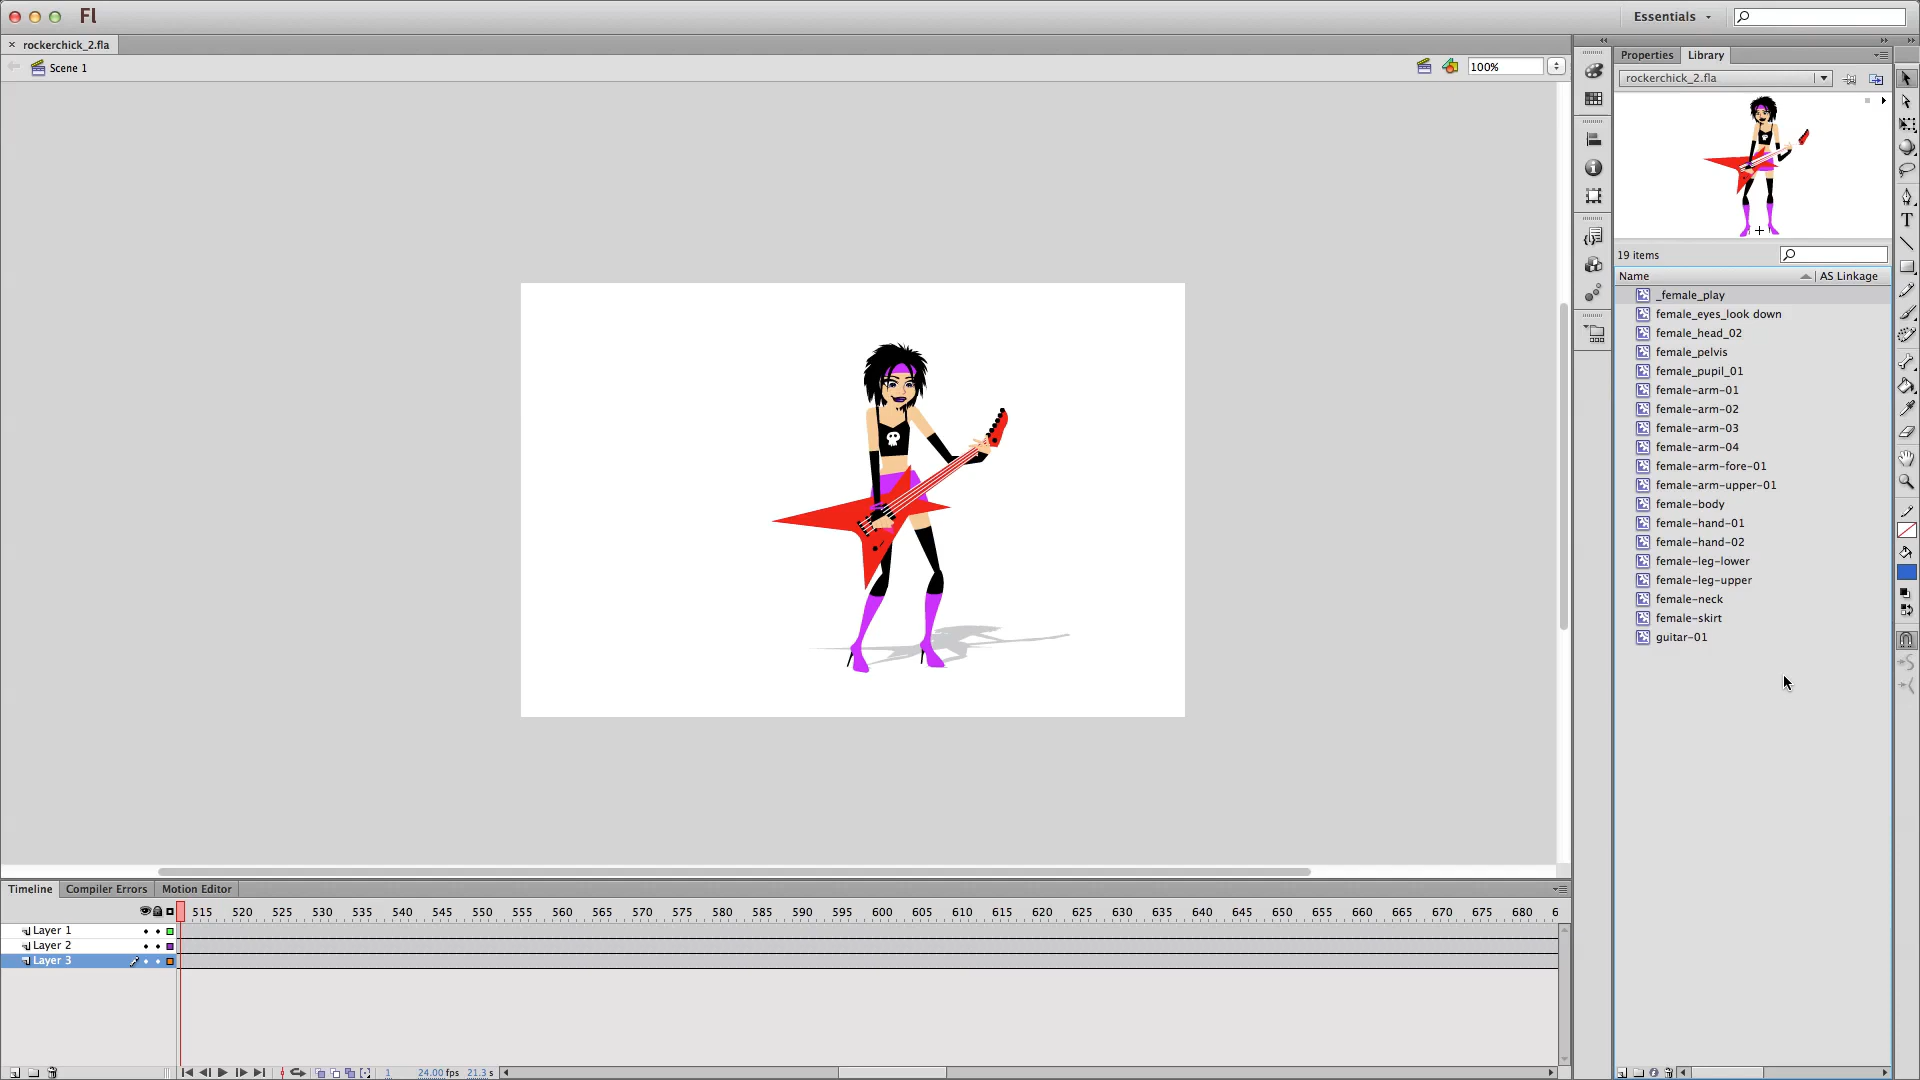 Fl
Essentials
rockerchick_2.fla
Scene 1
100%
Properties
Library
rockerchick_2.fla
19 items
Name
AS Linkage
_female_play
female_eyes_look down
female_head_02
female_pelvis
female_pupil_01
female-arm-01
female-arm-02
female-arm-03
female-arm-04
female-arm-fore-01
female-arm-upper-01
female-body
female-hand-01
female-hand-02
female-leg-lower
female-leg-upper
female-neck
female-skirt
guitar-01
Timeline
Compiler Errors
Motion Editor
515 520 525 530 535 540 545 550 555 560 565 570 575 580 585 590 595 600 605 610 615 620 625 630 635 640 645 650 655 660 665 670 675 680 6
Layer 1
Layer 2
Layer 3
1
24.00 fps
21.3 s